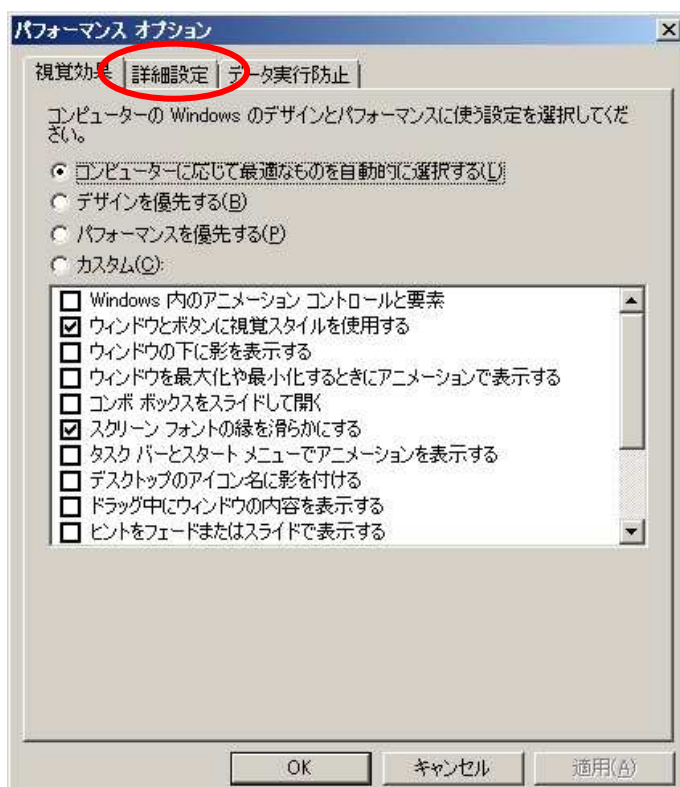 パフォーマンス オプション
視覚効果 詳細設定 データ実行防止
コンピューターの Windows のデザインとパフォーマンスに使う設定を選択してくだ
さい。
コンピューターに応じて最適なものを自動的に選択する(L)
デザインを優先する(B)
パフォーマンスを優先する(P)
カスタム(C):
Windows 内のアニメーション コントロールと要素
ウィンドウとボタンに視覚スタイルを使用する
ウィンドウの下に影を表示する
ウィンドウを最大化や最小化するときにアニメーションで表示する
コンボ ボックスをスライドして開く
スクリーン フォントの縁を滑らかにする
タスク バーとスタート メニューでアニメーションを表示する
デスクトップのアイコン名に影を付ける
ドラッグ中にウィンドウの内容を表示する
ヒントをフェードまたはスライドで表示する
OK キャンセル 適用(A)